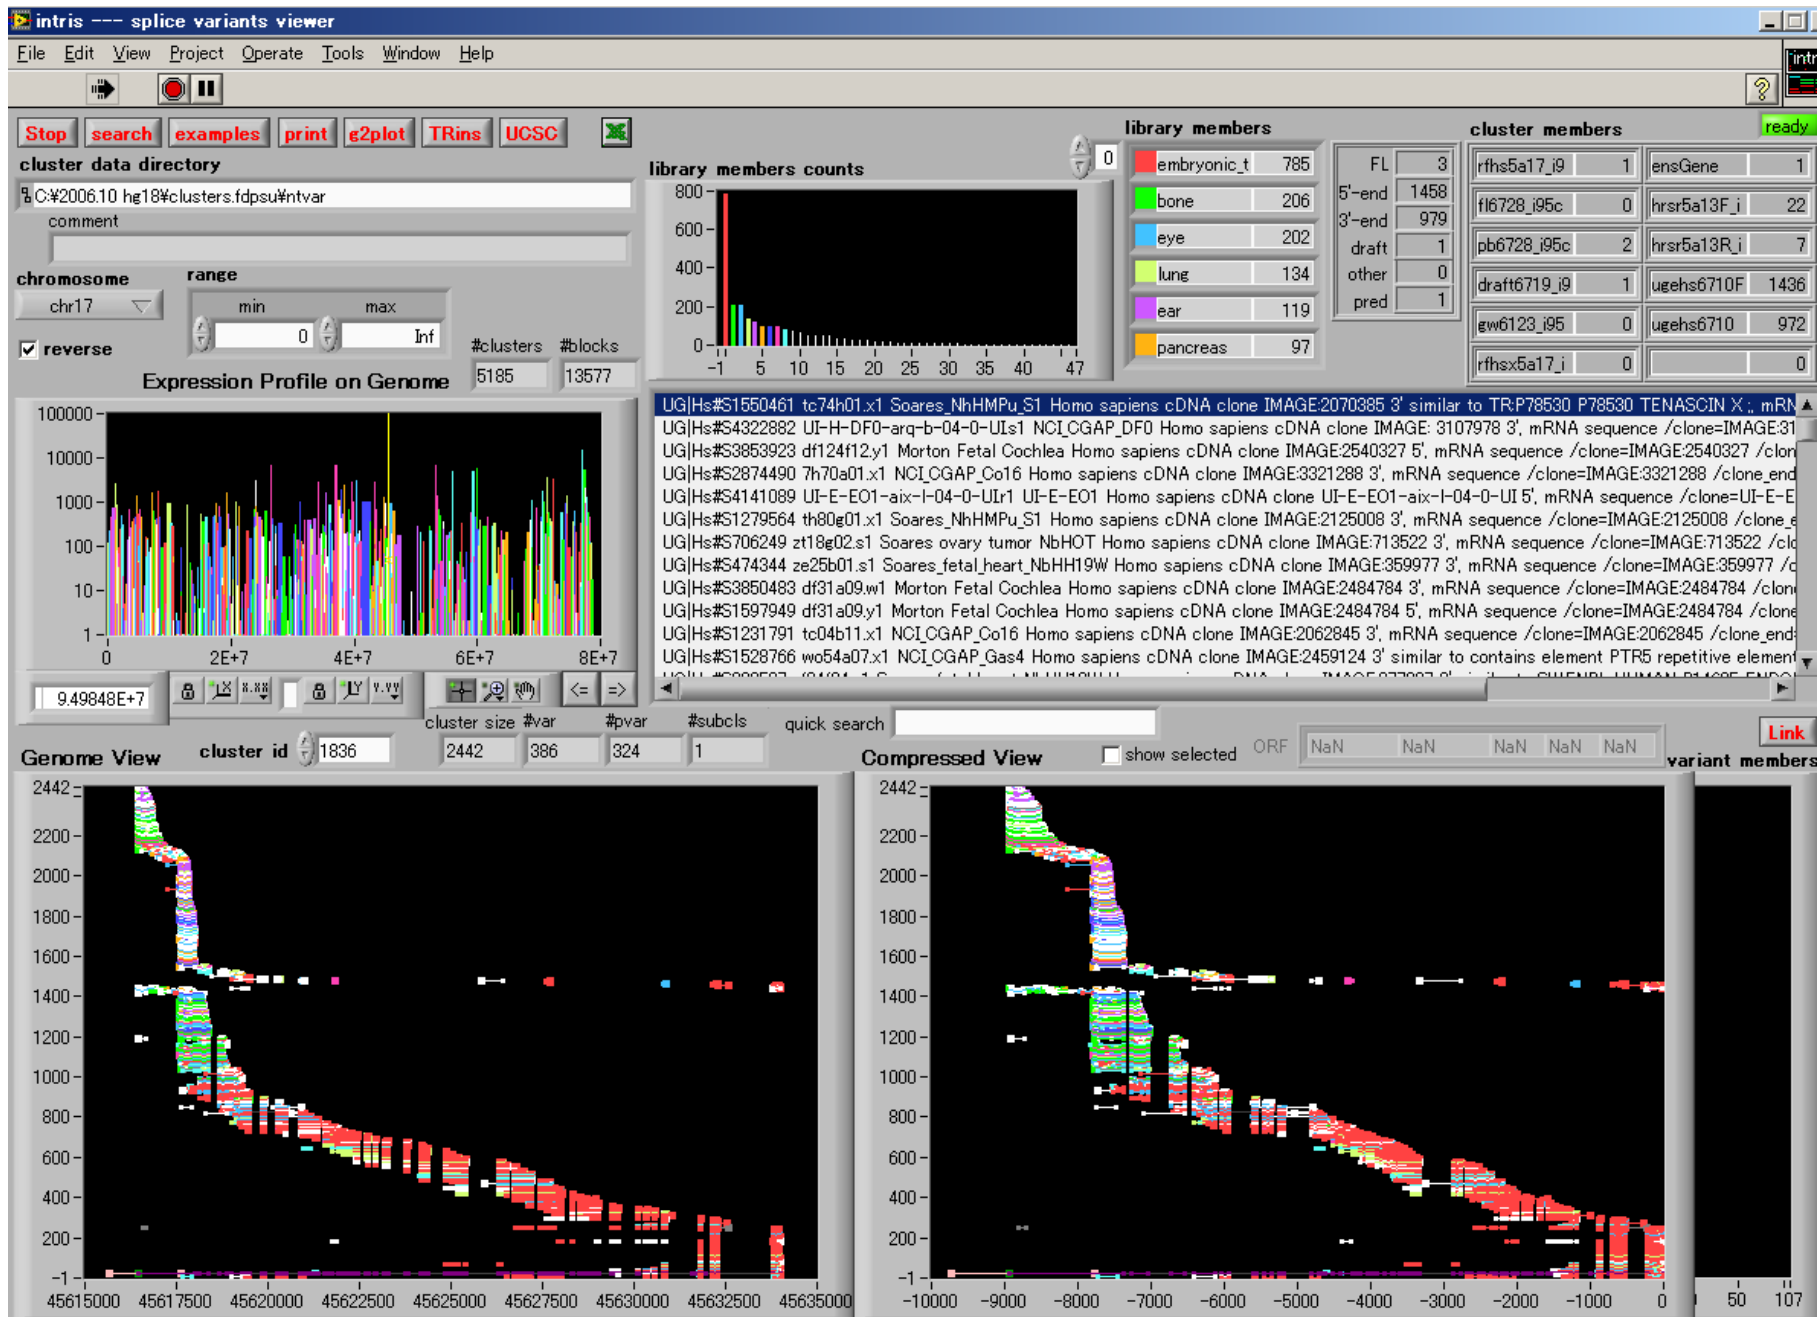 intris --- splice variants viewer
File Edit View Project Operate Tools Window Help
intr
?
Stop search examples print g2plot TRins UCSC
ready
cluster data directory
C:¥2006.10 hg18¥clusters.fdpsu¥ntvar
comment
chromosome
chr17
range
min max
0 Inf
reverse
#clusters #blocks
5185 13577
library members counts
0
800
600
400
200
0
-1 5 10 15 20 25 30 35 40 47
library members
embryonic_t 785
bone 206
eye 202
lung 134
ear 119
pancreas 97
FL 3
5'-end 1458
3'-end 979
draft 1
other 0
pred 1
cluster members
rfhs5a17_i9 1 ensGene 1
fl6728_i95c 0 hrsr5a13F_i 22
pb6728_i95c 2 hrsr5a13R_i 7
draft6719_i9 1 ugehs6710F 1436
gw6123_i95 0 ugehs6710 972
rfhsx5a17_i 0 0
Expression Profile on Genome
100000
10000
1000
100
10
1
0 2E+7 4E+7 6E+7 8E+7
9.49848E+7
X X.XX Y Y.YY <= =>
UG|Hs#S1550461 tc74h01.x1 Soares_NhHMPu_S1 Homo sapiens cDNA clone IMAGE:2070385 3' similar to TR:P78530 P78530 TENASCIN X ;, mRN
UG|Hs#S4322882 UI-H-DF0-arq-b-04-0-UI.s1 NCI_CGAP_DF0 Homo sapiens cDNA clone IMAGE: 3107978 3', mRNA sequence /clone=IMAGE:31
UG|Hs#S3853923 df124f12.y1 Morton Fetal Cochlea Homo sapiens cDNA clone IMAGE:2540327 5', mRNA sequence /clone=IMAGE:2540327 /clon
UG|Hs#S2874490 7h70a01.x1 NCI_CGAP_Co16 Homo sapiens cDNA clone IMAGE:3321288 3', mRNA sequence /clone=IMAGE:3321288 /clone_end
UG|Hs#S4141089 UI-E-EO1-aix-l-04-0-UI.r1 UI-E-EO1 Homo sapiens cDNA clone UI-E-EO1-aix-l-04-0-UI 5', mRNA sequence /clone=UI-E-E
UG|Hs#S1279564 th80g01.x1 Soares_NhHMPu_S1 Homo sapiens cDNA clone IMAGE:2125008 3', mRNA sequence /clone=IMAGE:2125008 /clone_e
UG|Hs#S706249 zt18g02.s1 Soares ovary tumor NbHOT Homo sapiens cDNA clone IMAGE:713522 3', mRNA sequence /clone=IMAGE:713522 /clo
UG|Hs#S474344 ze25b01.s1 Soares_fetal_heart_NbHH19W Homo sapiens cDNA clone IMAGE:359977 3', mRNA sequence /clone=IMAGE:359977 /c
UG|Hs#S3850483 df31a09.w1 Morton Fetal Cochlea Homo sapiens cDNA clone IMAGE:2484784 3', mRNA sequence /clone=IMAGE:2484784 /clon
UG|Hs#S1597949 df31a09.y1 Morton Fetal Cochlea Homo sapiens cDNA clone IMAGE:2484784 5', mRNA sequence /clone=IMAGE:2484784 /clone
UG|Hs#S1231791 tc04b11.x1 NCI_CGAP_Co16 Homo sapiens cDNA clone IMAGE:2062845 3', mRNA sequence /clone=IMAGE:2062845 /clone_end
UG|Hs#S1528766 wo54a07.x1 NCI_CGAP_Gas4 Homo sapiens cDNA clone IMAGE:2459124 3' similar to contains element PTR5 repetitive element
cluster size #var #pvar #subcls
2442 386 324 1
quick search
Genome View cluster id 1836
Compressed View show selected ORF NaN NaN NaN NaN NaN
Link
variant members
2442
2200
2000
1800
1600
1400
1200
1000
800
600
400
200
-1
45615000 45617500 45620000 45622500 45625000 45627500 45630000 45632500 45635000
2442
2200
2000
1800
1600
1400
1200
1000
800
600
400
200
-1
-10000 -9000 -8000 -7000 -6000 -5000 -4000 -3000 -2000 -1000 0
50 107